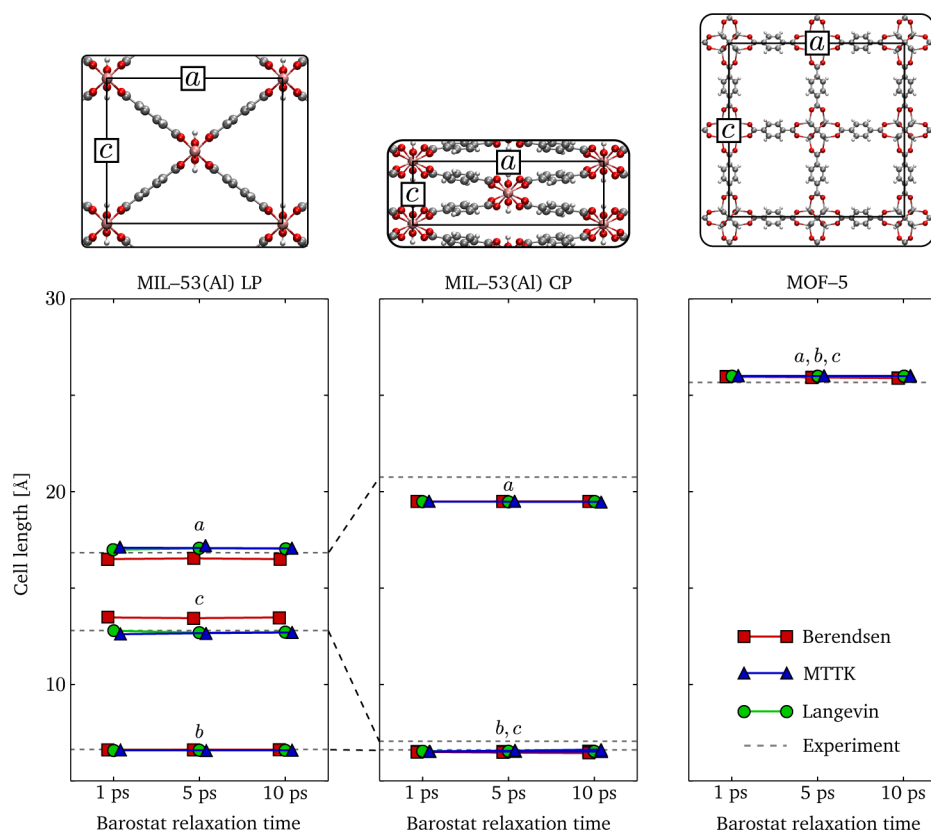 a
c
a
c
a
c
MIL–53(Al) LP
MIL–53(Al) CP
MOF–5
Cell length [Å]
30
20
10
a
c
b
a
b, c
a, b, c
Berendsen
MTTK
Langevin
Experiment
1 ps 5 ps 10 ps
1 ps 5 ps 10 ps
1 ps 5 ps 10 ps
Barostat relaxation time
Barostat relaxation time
Barostat relaxation time